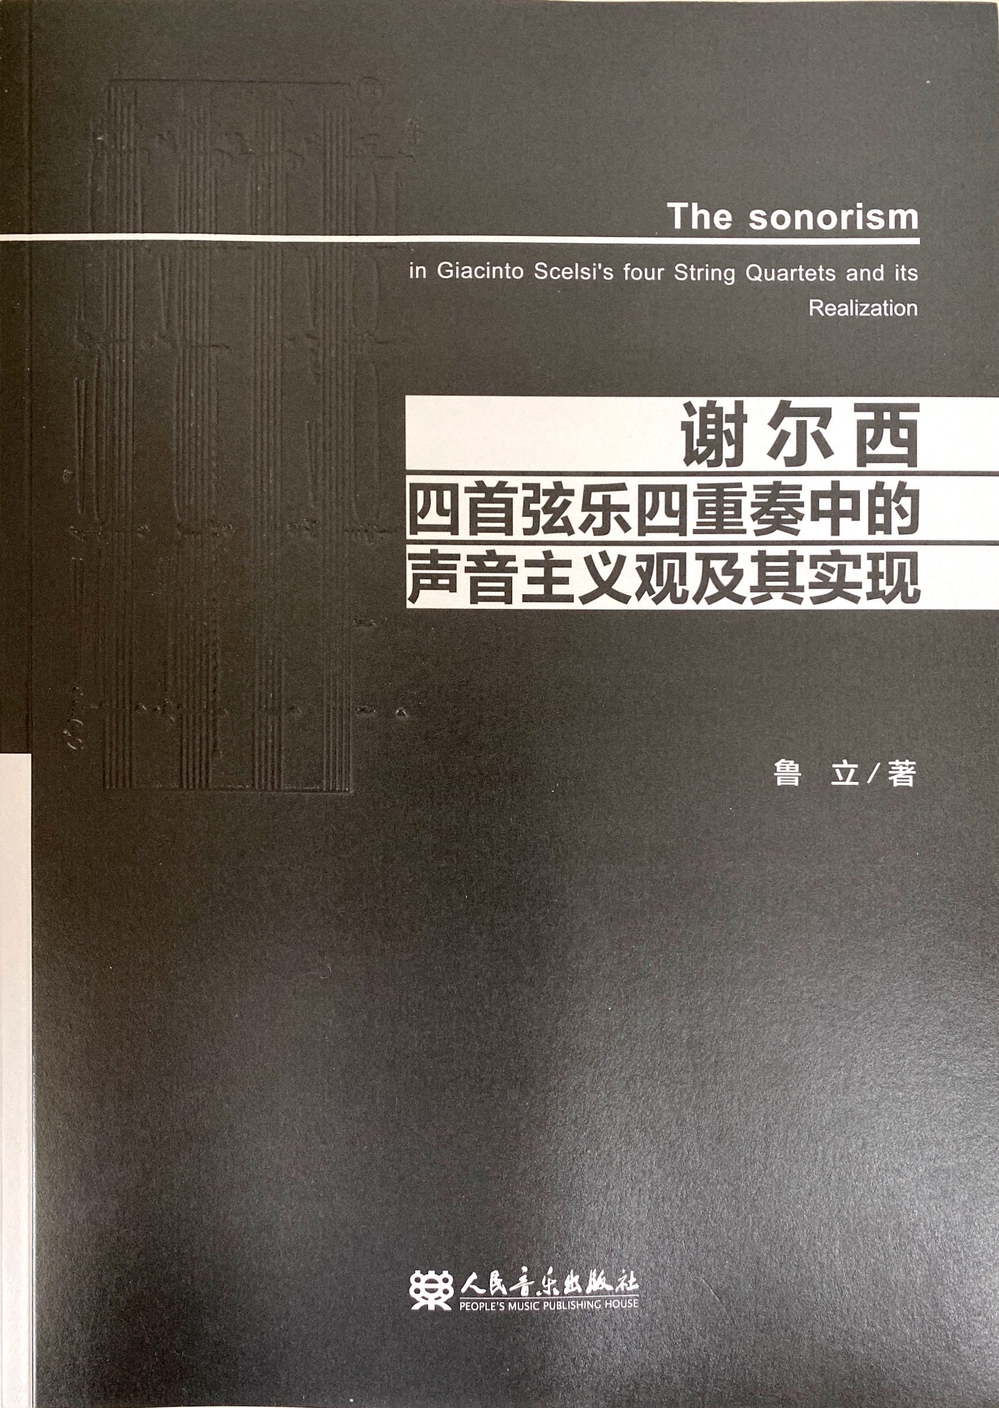 The sonorism
in Giacinto Scelsi's four String Quartets and its
Realization
谢尔西
四首弦乐四重奏中的
声音主义观及其实现
鲁 立/著
人民音乐出版社
PEOPLE'S MUSIC PUBLISHING HOUSE